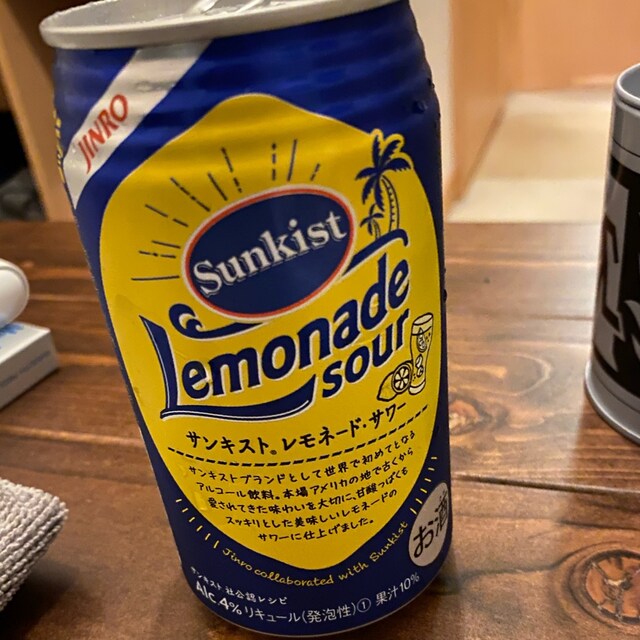 JINRO
Sunkist
Lemonade
sour
サンキスト® レモネード・サワー
サンキストブランドとして世界で初めてとなる
アルコール飲料。本場アメリカの地で古くから
愛されてきた味わいを大切に、甘酸っぱくも
スッキリとした美味しいレモネードの
サワーに仕上げました。
Jinro collaborated with Sunkist
お酒
サンキスト社公認レシピ
Alc.4% リキュール(発泡性)① 果汁10%